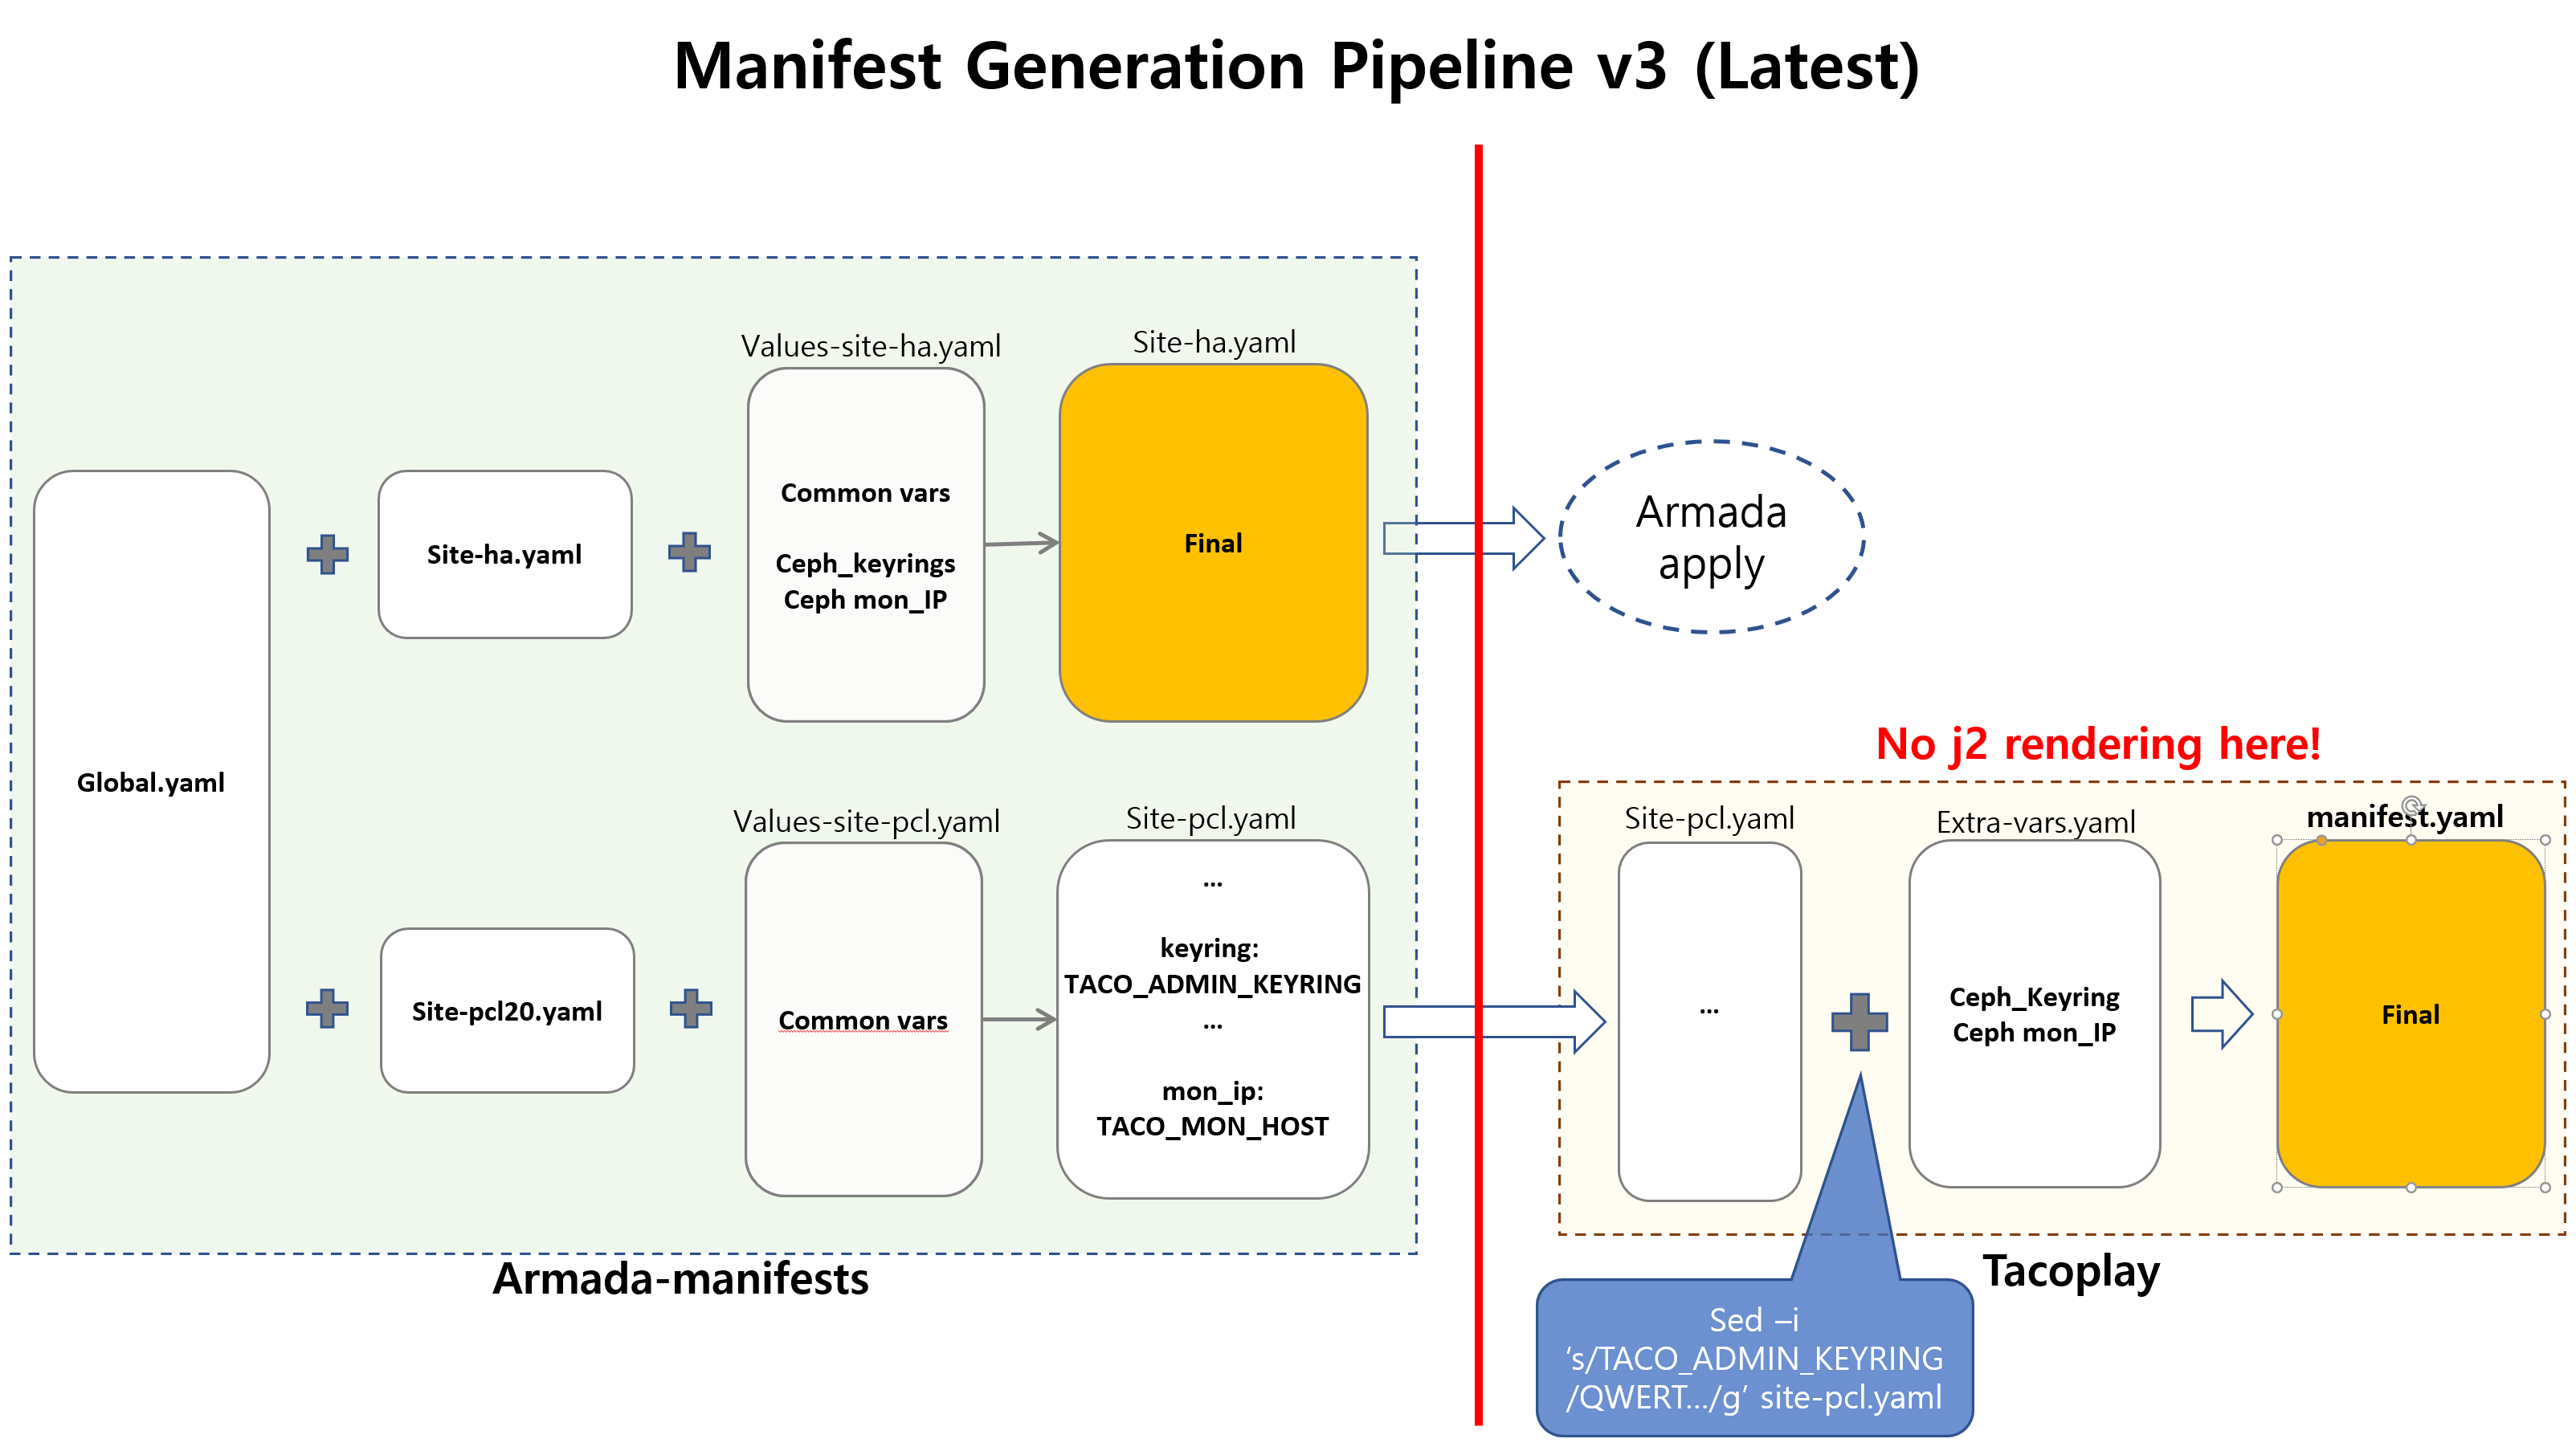 Manifest Generation Pipeline v3 (Latest)
Values-site-ha.yaml
Site-ha.yaml
Global.yaml
Site-ha.yaml
Common vars
Ceph_keyrings
Ceph mon_IP
Final
Armada
apply
Values-site-pcl.yaml
Site-pcl.yaml
Site-pcl20.yaml
Common vars
...
keyring:
TACO_ADMIN_KEYRING
...
mon_ip:
TACO_MON_HOST
Armada-manifests
No j2 rendering here!
Site-pcl.yaml
Extra-vars.yaml
manifest.yaml
...
Ceph_Keyring
Ceph mon_IP
Final
Tacoplay
Sed –i
‘s/TACO_ADMIN_KEYRING
/QWERT.../g’ site-pcl.yaml